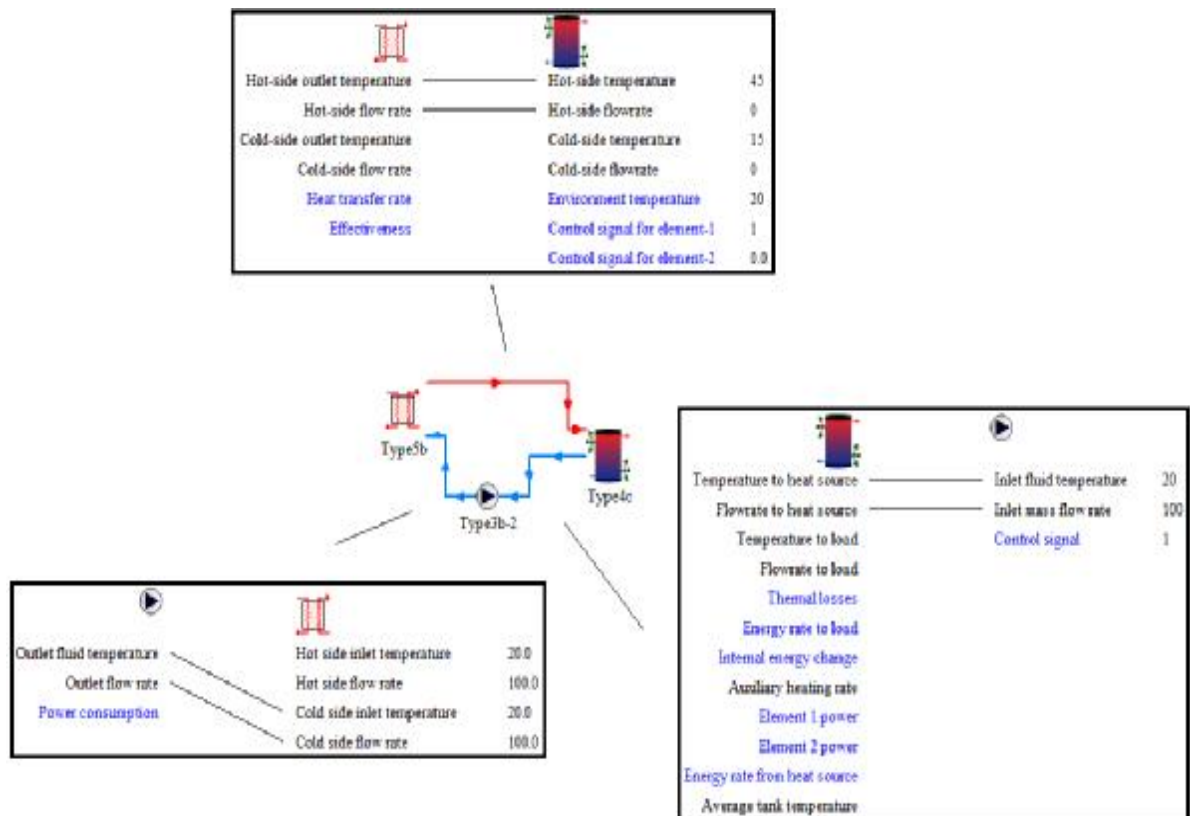 Hot-side outlet temperature Hot-side temperature 45
Hot-side flow rate Hot-side flowrate 0
Cold-side outlet temperature Cold-side temperature 15
Cold-side flow rate Cold-side flowrate 0
Heat transfer rate Environment temperature 20
Effectiveness Control signal for element-1 1
Control signal for element-2 0.0
Type5b
Type4c
Type3b-2
Temperature to heat source Inlet fluid temperature 20
Flowrate to heat source Inlet mass flow rate 100
Temperature to load Control signal 1
Flowrate to load
Thermal losses
Energy rate to load
Internal energy change
Auxiliary heating rate
Element 1 power
Element 2 power
Energy rate from heat source
Average tank temperature
Outlet fluid temperature Hot side inlet temperature 20.0
Outlet flow rate Hot side flow rate 100.0
Power consumption Cold side inlet temperature 20.0
Cold side flow rate 100.0